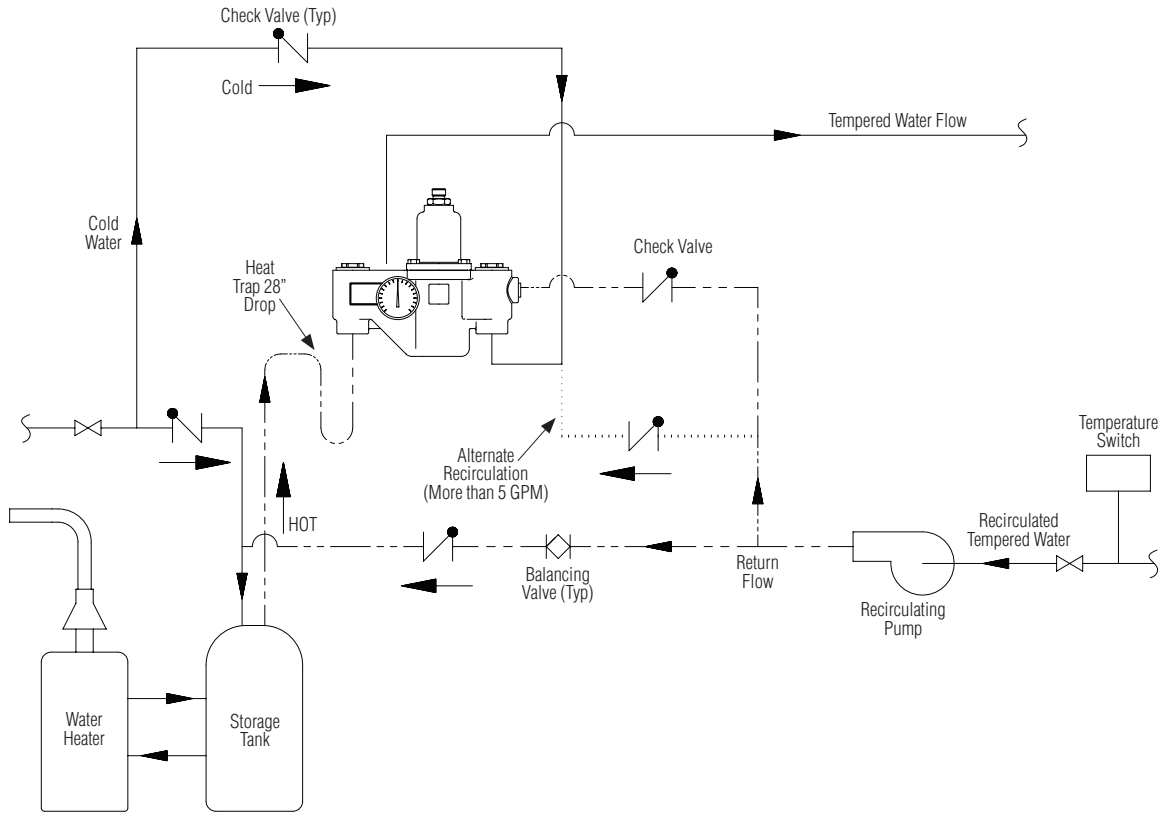 Check Valve (Typ)
Cold
Tempered Water Flow
Cold
Water
Check Valve
Heat
Trap 28"
Drop
Temperature
Switch
Alternate
Recirculation
(More than 5 GPM)
HOT
Recirculated
Tempered Water
Balancing
Valve (Typ)
Return
Flow
Recirculating
Pump
Water
Heater
Storage
Tank